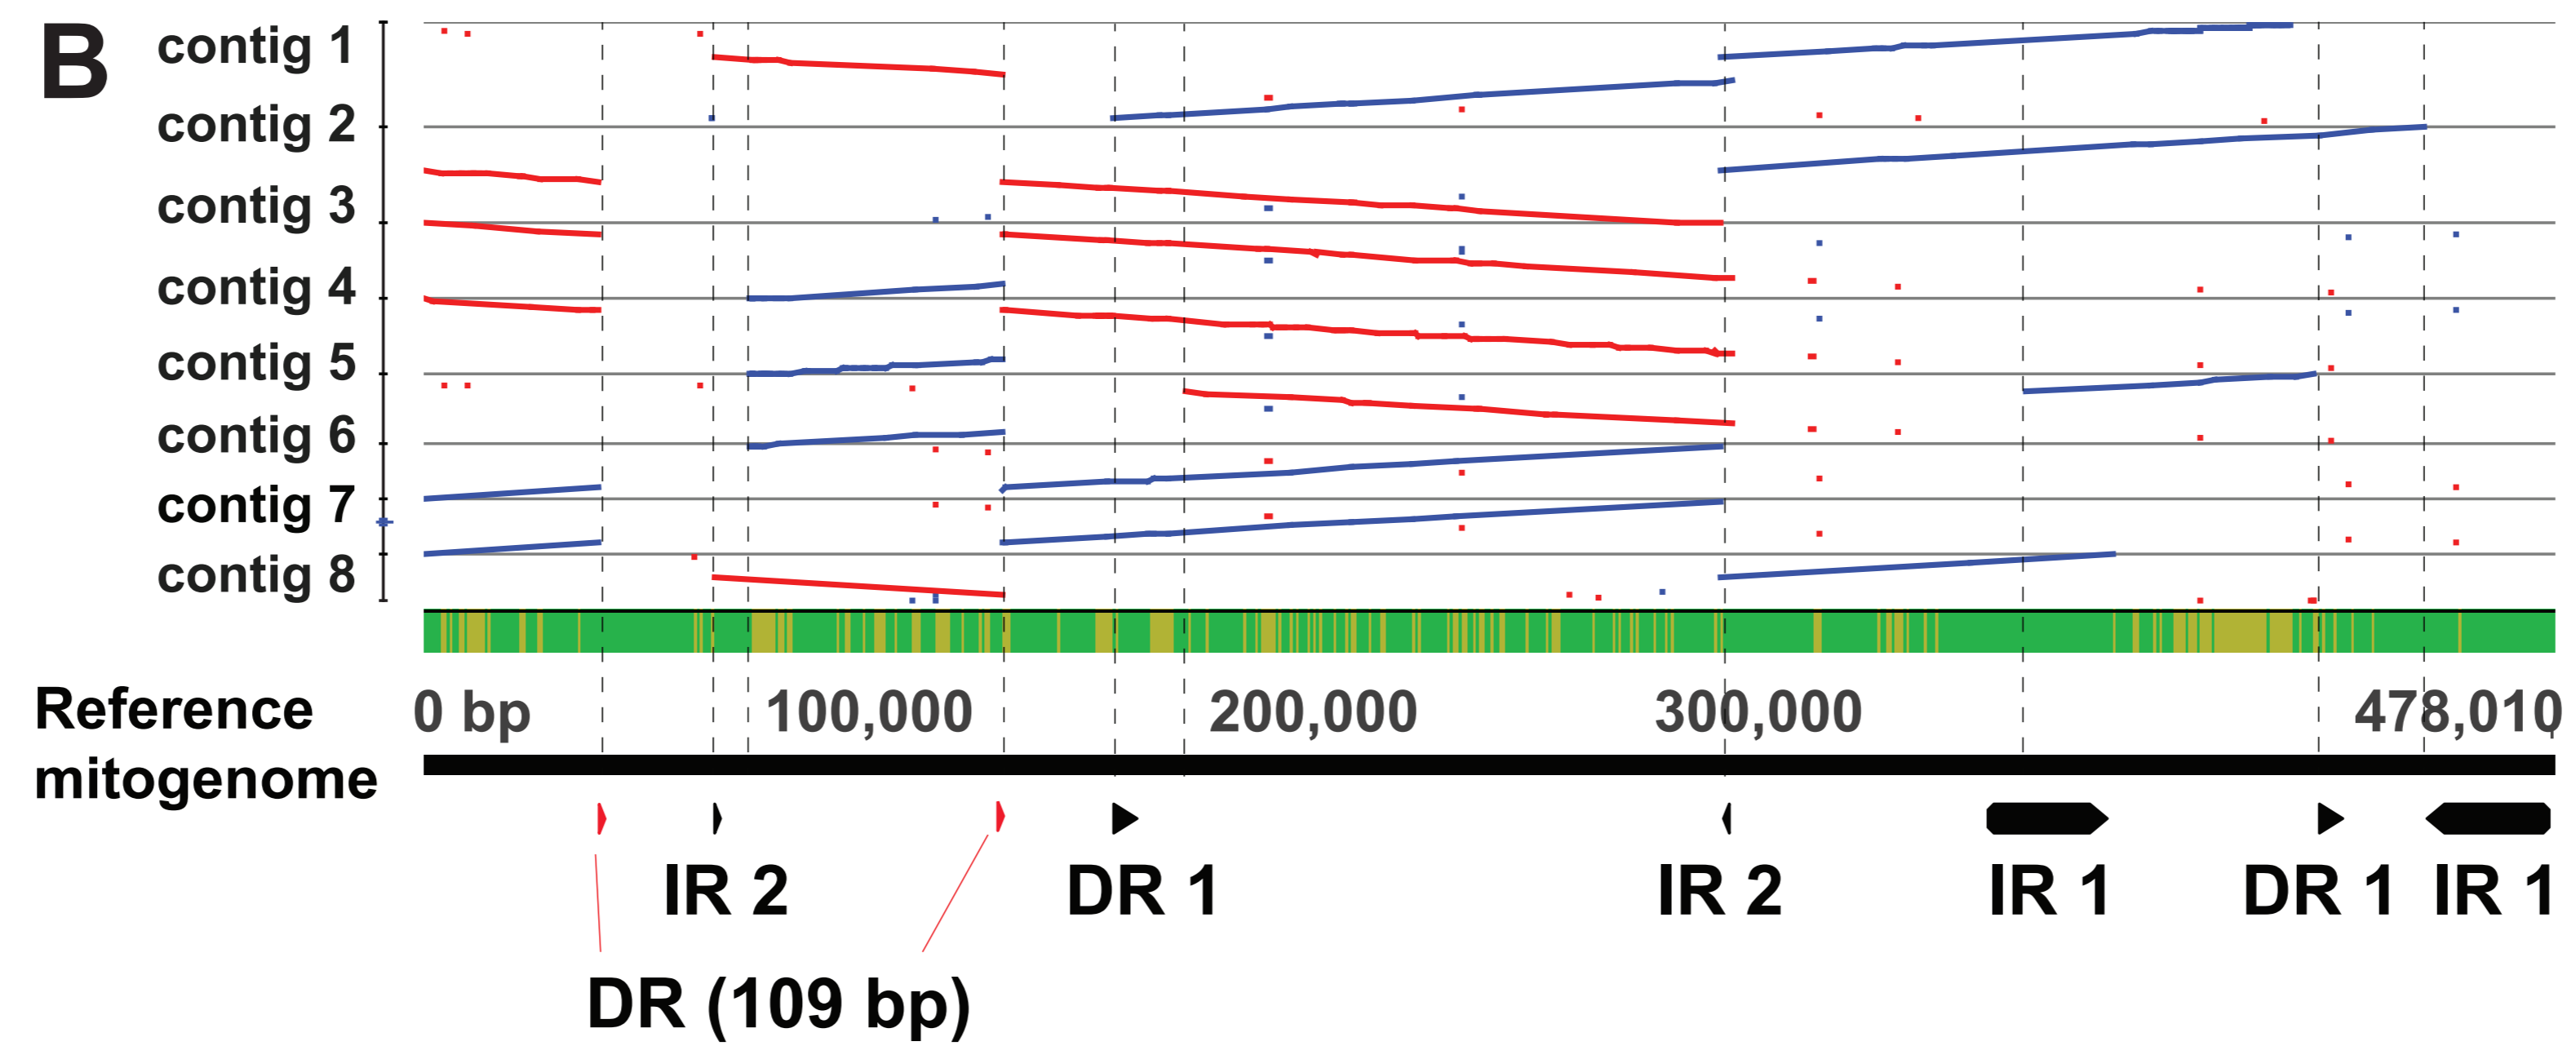 B
contig 1
contig 2
contig 3
contig 4
contig 5
contig 6
contig 7
contig 8
Reference
mitogenome
0 bp 100,000 200,000 300,000 478,010
IR 2 DR 1 IR 2 IR 1 DR 1 IR 1
DR (109 bp)